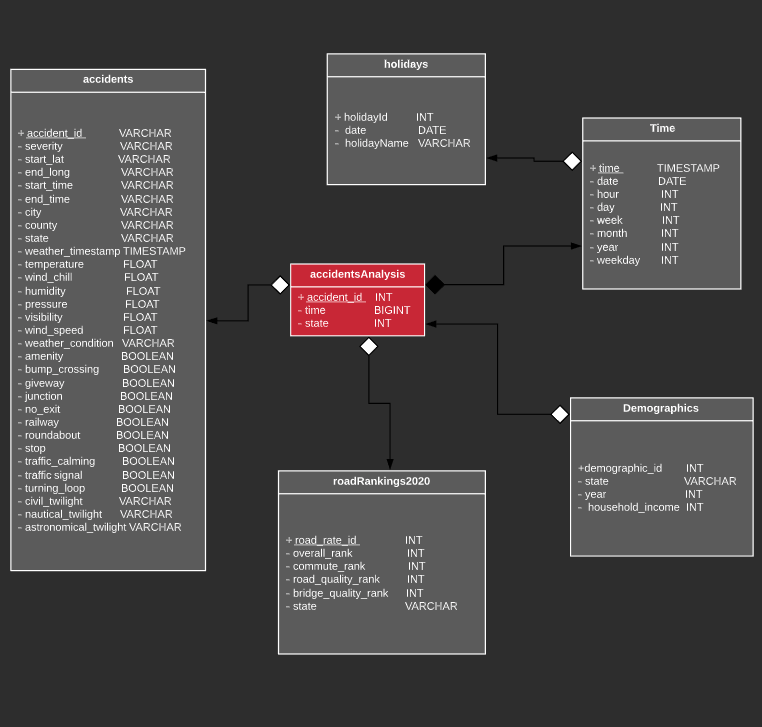 accidents
+ accident_id VARCHAR
- severity VARCHAR
- start_lat VARCHAR
- end_long VARCHAR
- start_time VARCHAR
- end_time VARCHAR
- city VARCHAR
- county VARCHAR
- state VARCHAR
- weather_timestamp TIMESTAMP
- temperature FLOAT
- wind_chill FLOAT
- humidity FLOAT
- pressure FLOAT
- visibility FLOAT
- wind_speed FLOAT
- weather_condition VARCHAR
- amenity BOOLEAN
- bump_crossing BOOLEAN
- giveway BOOLEAN
- junction BOOLEAN
- no_exit BOOLEAN
- railway BOOLEAN
- roundabout BOOLEAN
- stop BOOLEAN
- traffic_calming BOOLEAN
- traffic signal BOOLEAN
- turning_loop BOOLEAN
- civil_twilight VARCHAR
- nautical_twilight VARCHAR
- astronomical_twilight VARCHAR
holidays
+ holidayId INT
- date DATE
- holidayName VARCHAR
Time
+ time TIMESTAMP
- date DATE
- hour INT
- day INT
- week INT
- month INT
- year INT
- weekday INT
accidentsAnalysis
+ accident_id INT
- time BIGINT
- state INT
Demographics
+demographic_id INT
- state VARCHAR
- year INT
- household_income INT
roadRankings2020
+ road_rate_id INT
- overall_rank INT
- commute_rank INT
- road_quality_rank INT
- bridge_quality_rank INT
- state VARCHAR